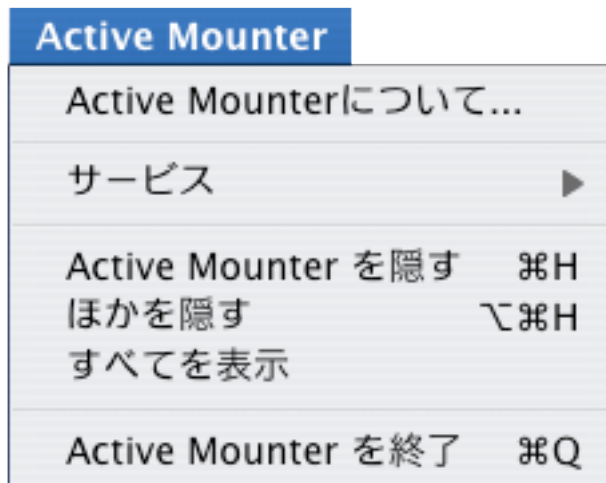 Active Mounter
Active Mounterについて...
サービス ▶
Active Mounter を隠す ⌘H
ほかを隠す ⌥⌘H
すべてを表示
Active Mounter を終了 ⌘Q